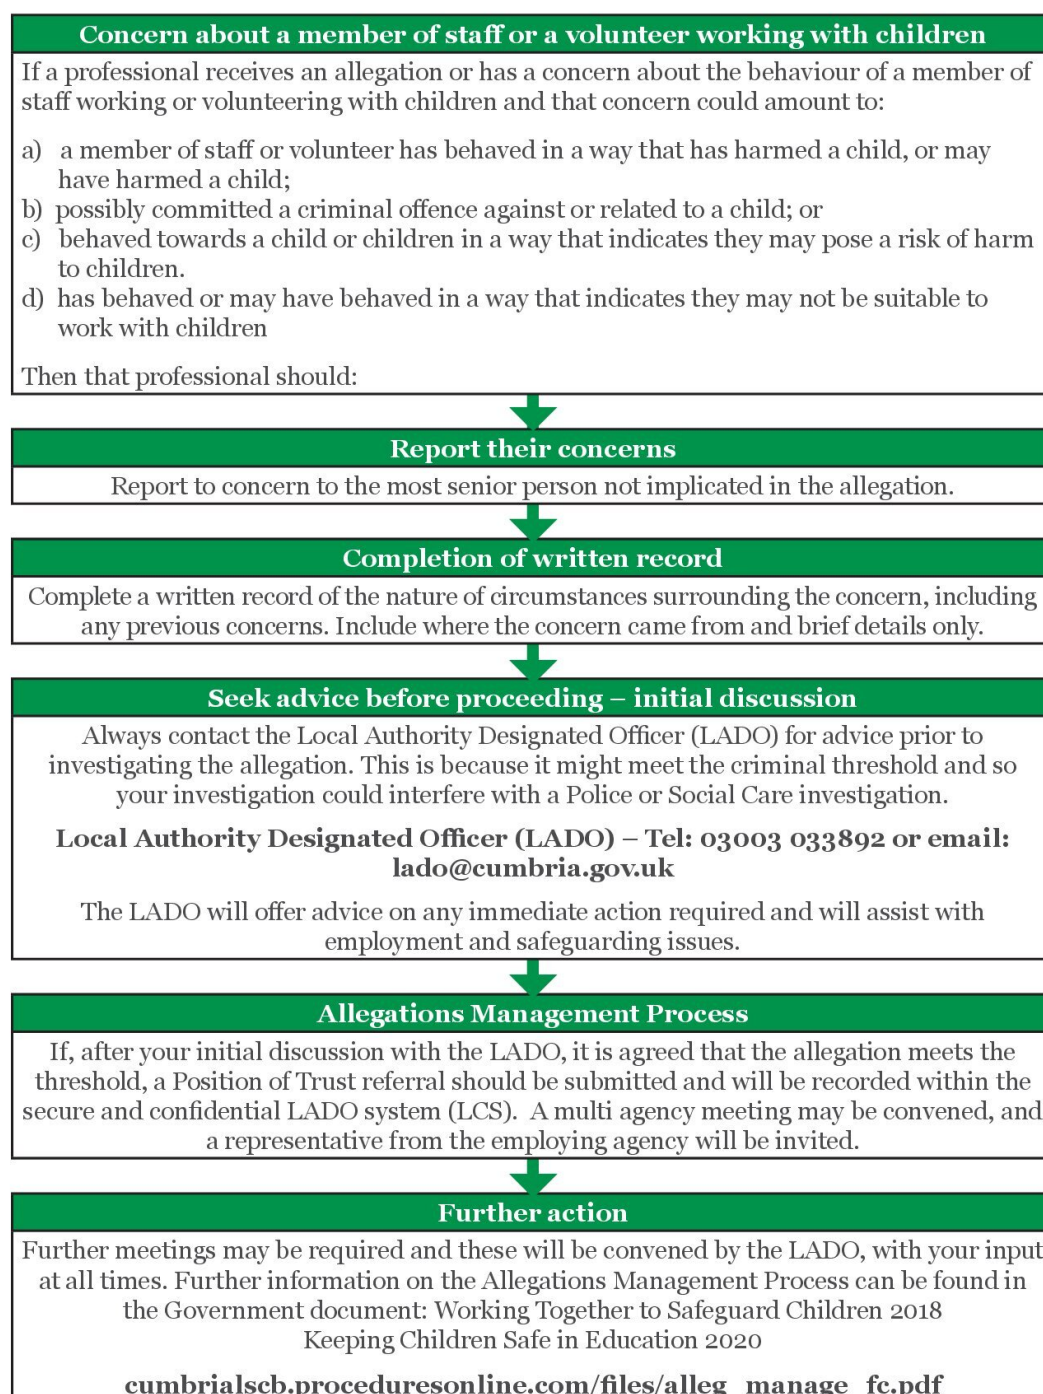 Concern about a member of staff or a volunteer working with children
If a professional receives an allegation or has a concern about the behaviour of a member of
staff working or volunteering with children and that concern could amount to:
a) a member of staff or volunteer has behaved in a way that has harmed a child, or may
have harmed a child;
b) possibly committed a criminal offence against or related to a child; or
c) behaved towards a child or children in a way that indicates they may pose a risk of harm
to children.
d) has behaved or may have behaved in a way that indicates they may not be suitable to
work with children
Then that professional should:
Report their concerns
Report to concern to the most senior person not implicated in the allegation.
Completion of written record
Complete a written record of the nature of circumstances surrounding the concern, including
any previous concerns. Include where the concern came from and brief details only.
Seek advice before proceeding – initial discussion
Always contact the Local Authority Designated Officer (LADO) for advice prior to
investigating the allegation. This is because it might meet the criminal threshold and so
your investigation could interfere with a Police or Social Care investigation.
Local Authority Designated Officer (LADO) – Tel: 03003 033892 or email:
lado@cumbria.gov.uk
The LADO will offer advice on any immediate action required and will assist with
employment and safeguarding issues.
Allegations Management Process
If, after your initial discussion with the LADO, it is agreed that the allegation meets the
threshold, a Position of Trust referral should be submitted and will be recorded within the
secure and confidential LADO system (LCS). A multi agency meeting may be convened, and
a representative from the employing agency will be invited.
Further action
Further meetings may be required and these will be convened by the LADO, with your input
at all times. Further information on the Allegations Management Process can be found in
the Government document: Working Together to Safeguard Children 2018
Keeping Children Safe in Education 2020
cumbrialscb.proceduresonline.com/files/alleg_manage_fc.pdf